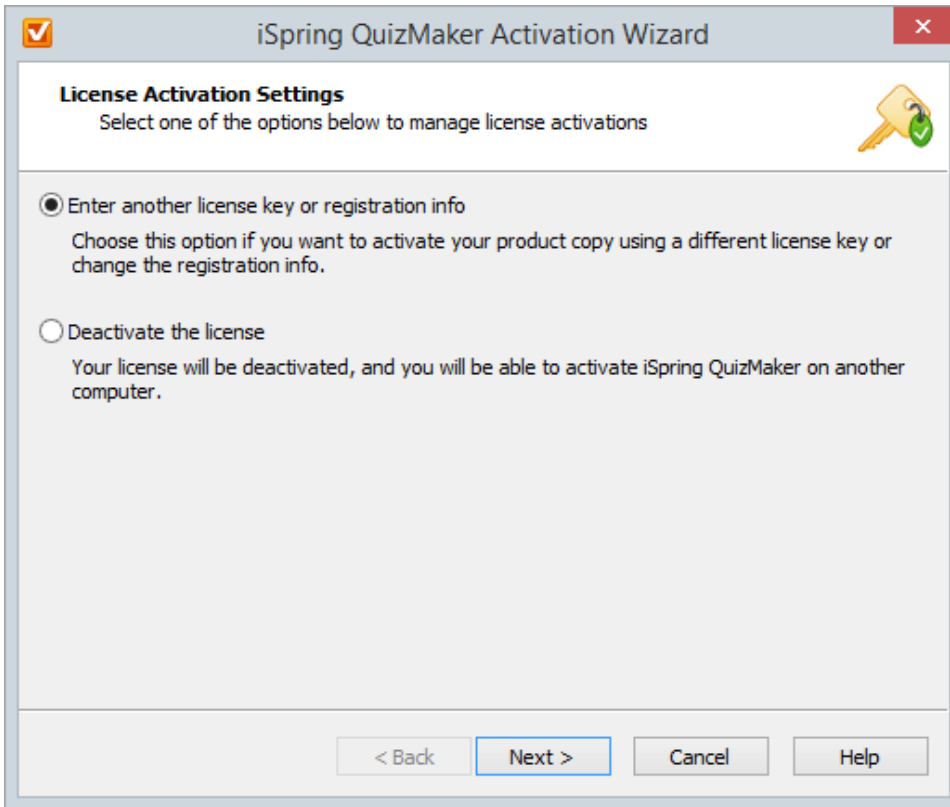 iSpring QuizMaker Activation Wizard
License Activation Settings
Select one of the options below to manage license activations
Enter another license key or registration info
Choose this option if you want to activate your product copy using a different license key or
change the registration info.
Deactivate the license
Your license will be deactivated, and you will be able to activate iSpring QuizMaker on another
computer.
< Back Next > Cancel Help